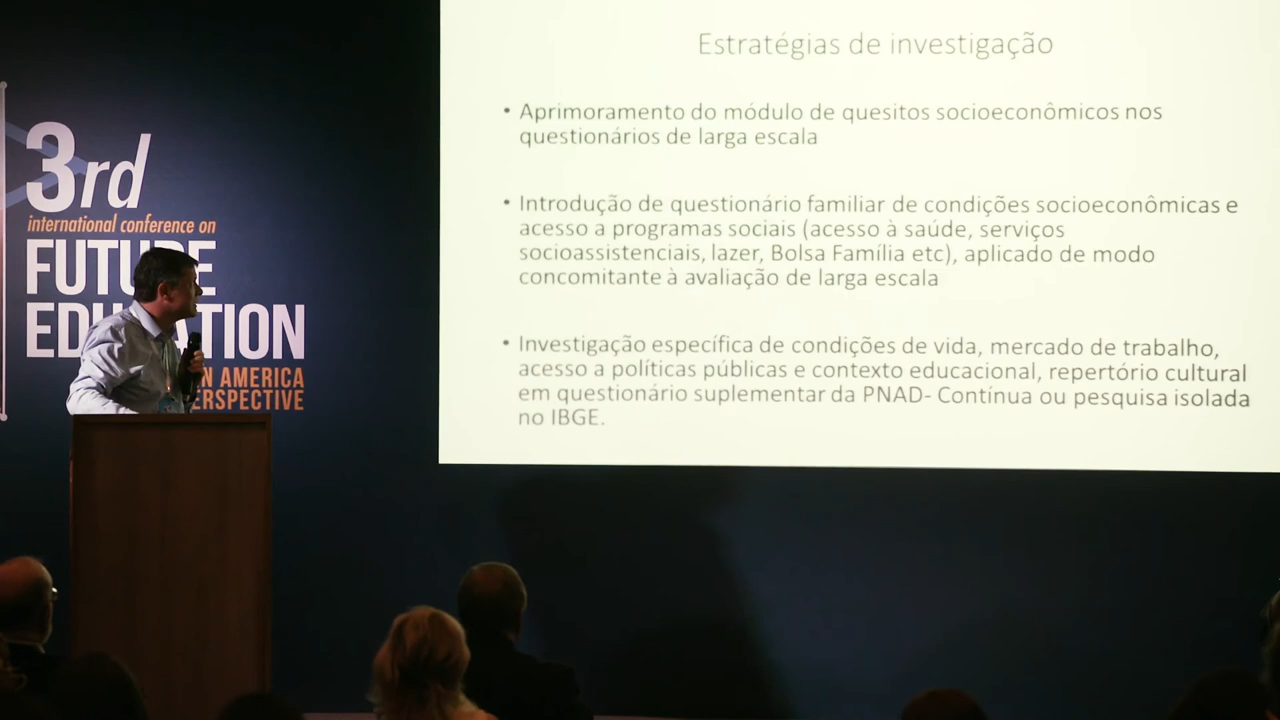 3rd
international conference on
FUTURE
EDUCATION
AMERICA
Estratégias de investigação
• Aprimoramento do módulo de quesitos socioeconômicos nos
questionários de larga escala
• Introdução de questionário familiar de condições socioeconômicas e
acesso a programas sociais (acesso à saúde, serviços
socioassistenciais, lazer, Bolsa Família etc), aplicado de modo
concomitante à avaliação de larga escala
• Investigação específica de condições de vida, mercado de trabalho,
acesso a políticas públicas e contexto educacional, repertório cultural
em questionário suplementar da PNAD- Contínua ou pesquisa isolada
no IBGE.